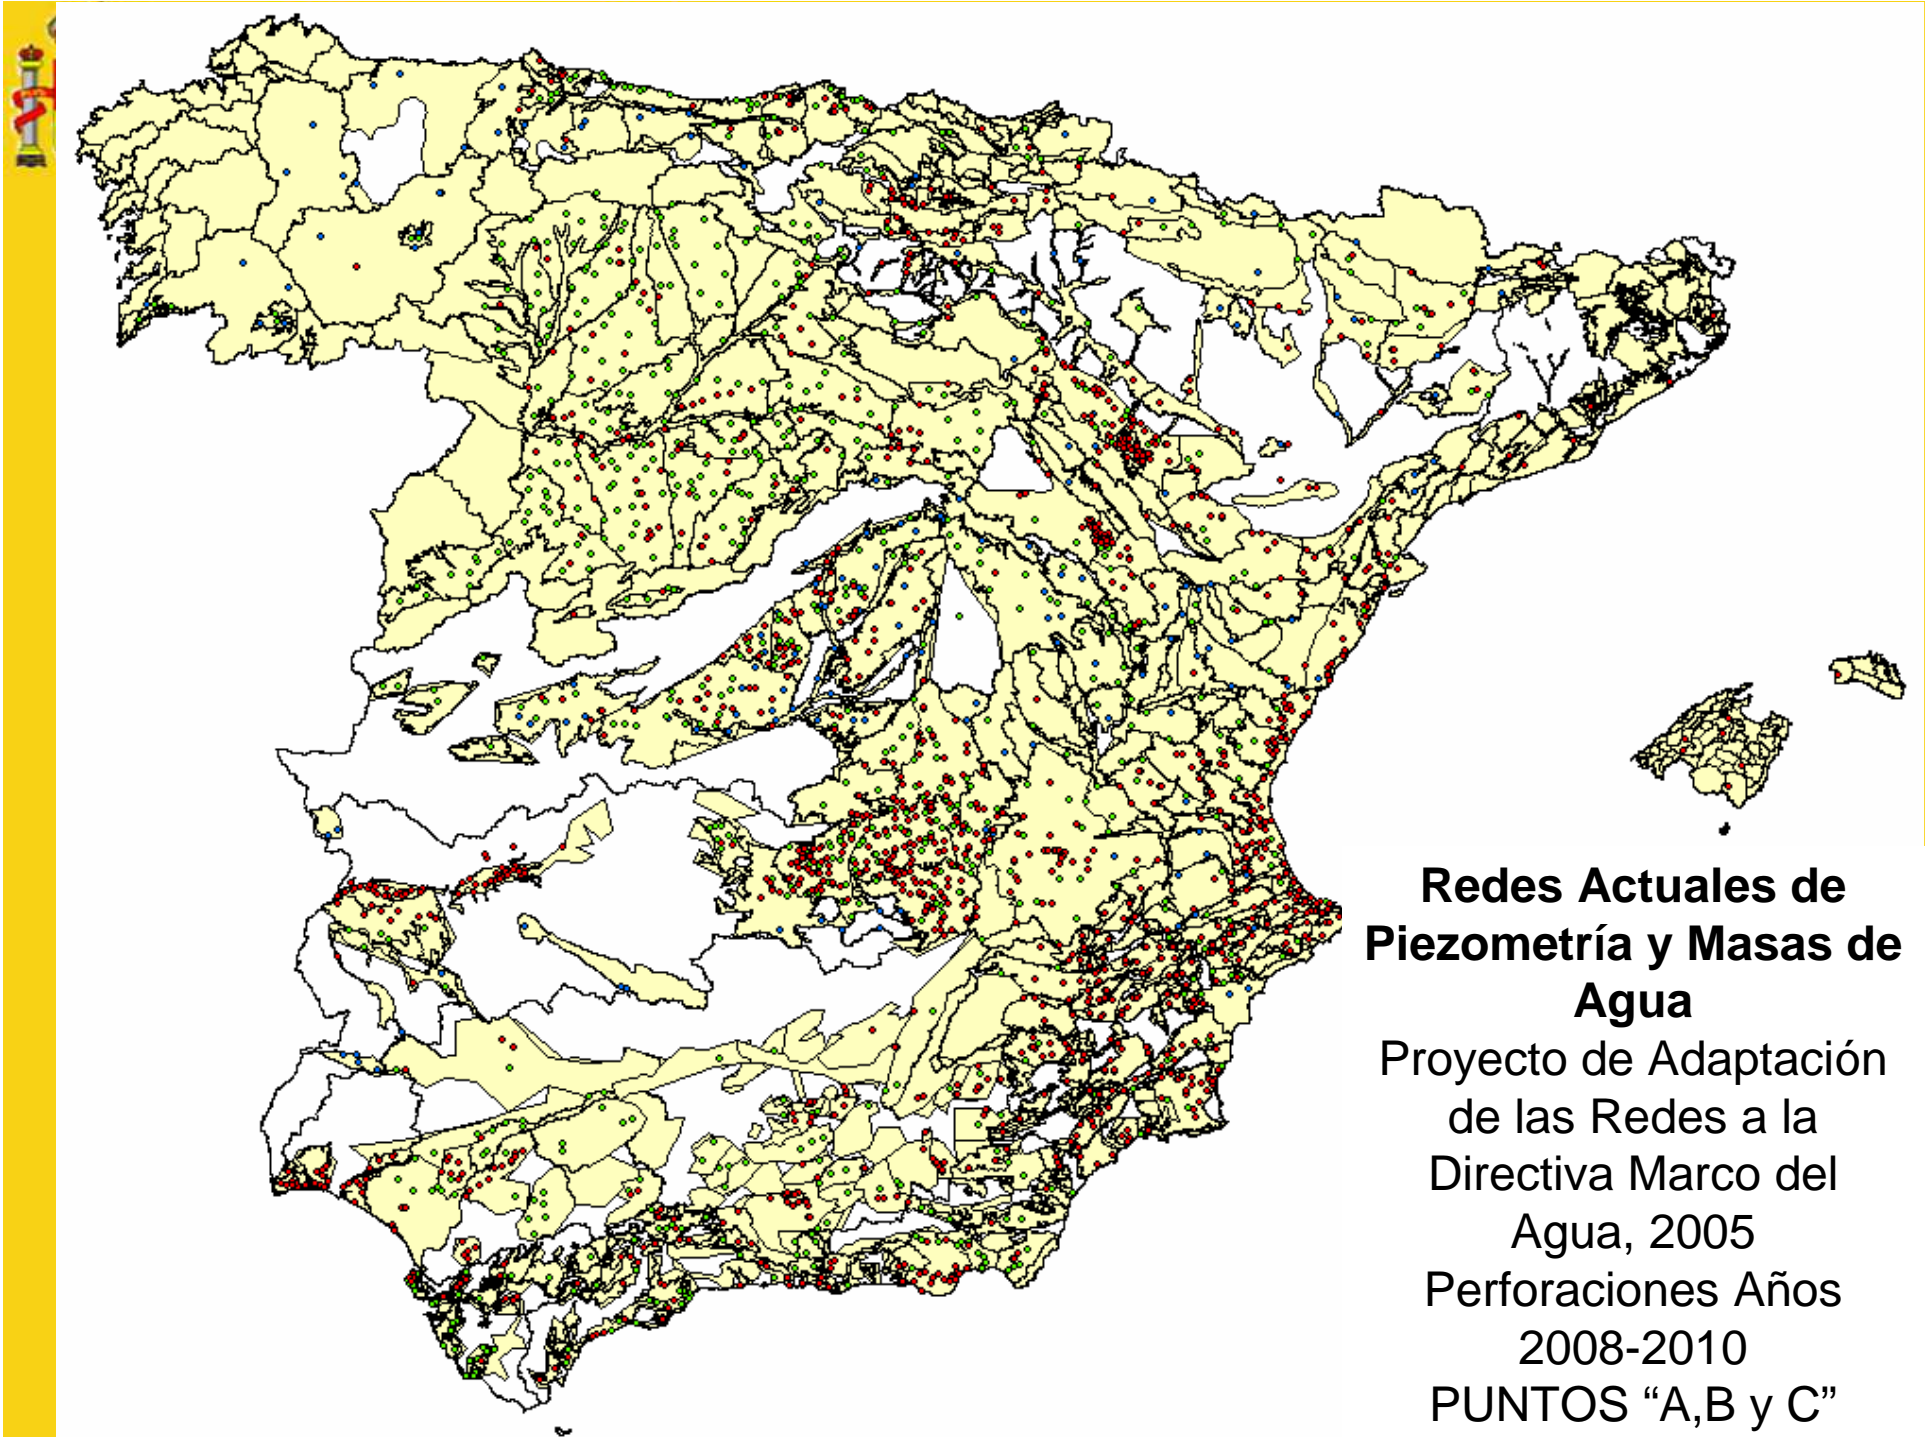 Redes Actuales de
Piezometría y Masas de
Agua
Proyecto de Adaptación
de las Redes a la
Directiva Marco del
Agua, 2005
Perforaciones Años
2008-2010
PUNTOS “A,B y C”